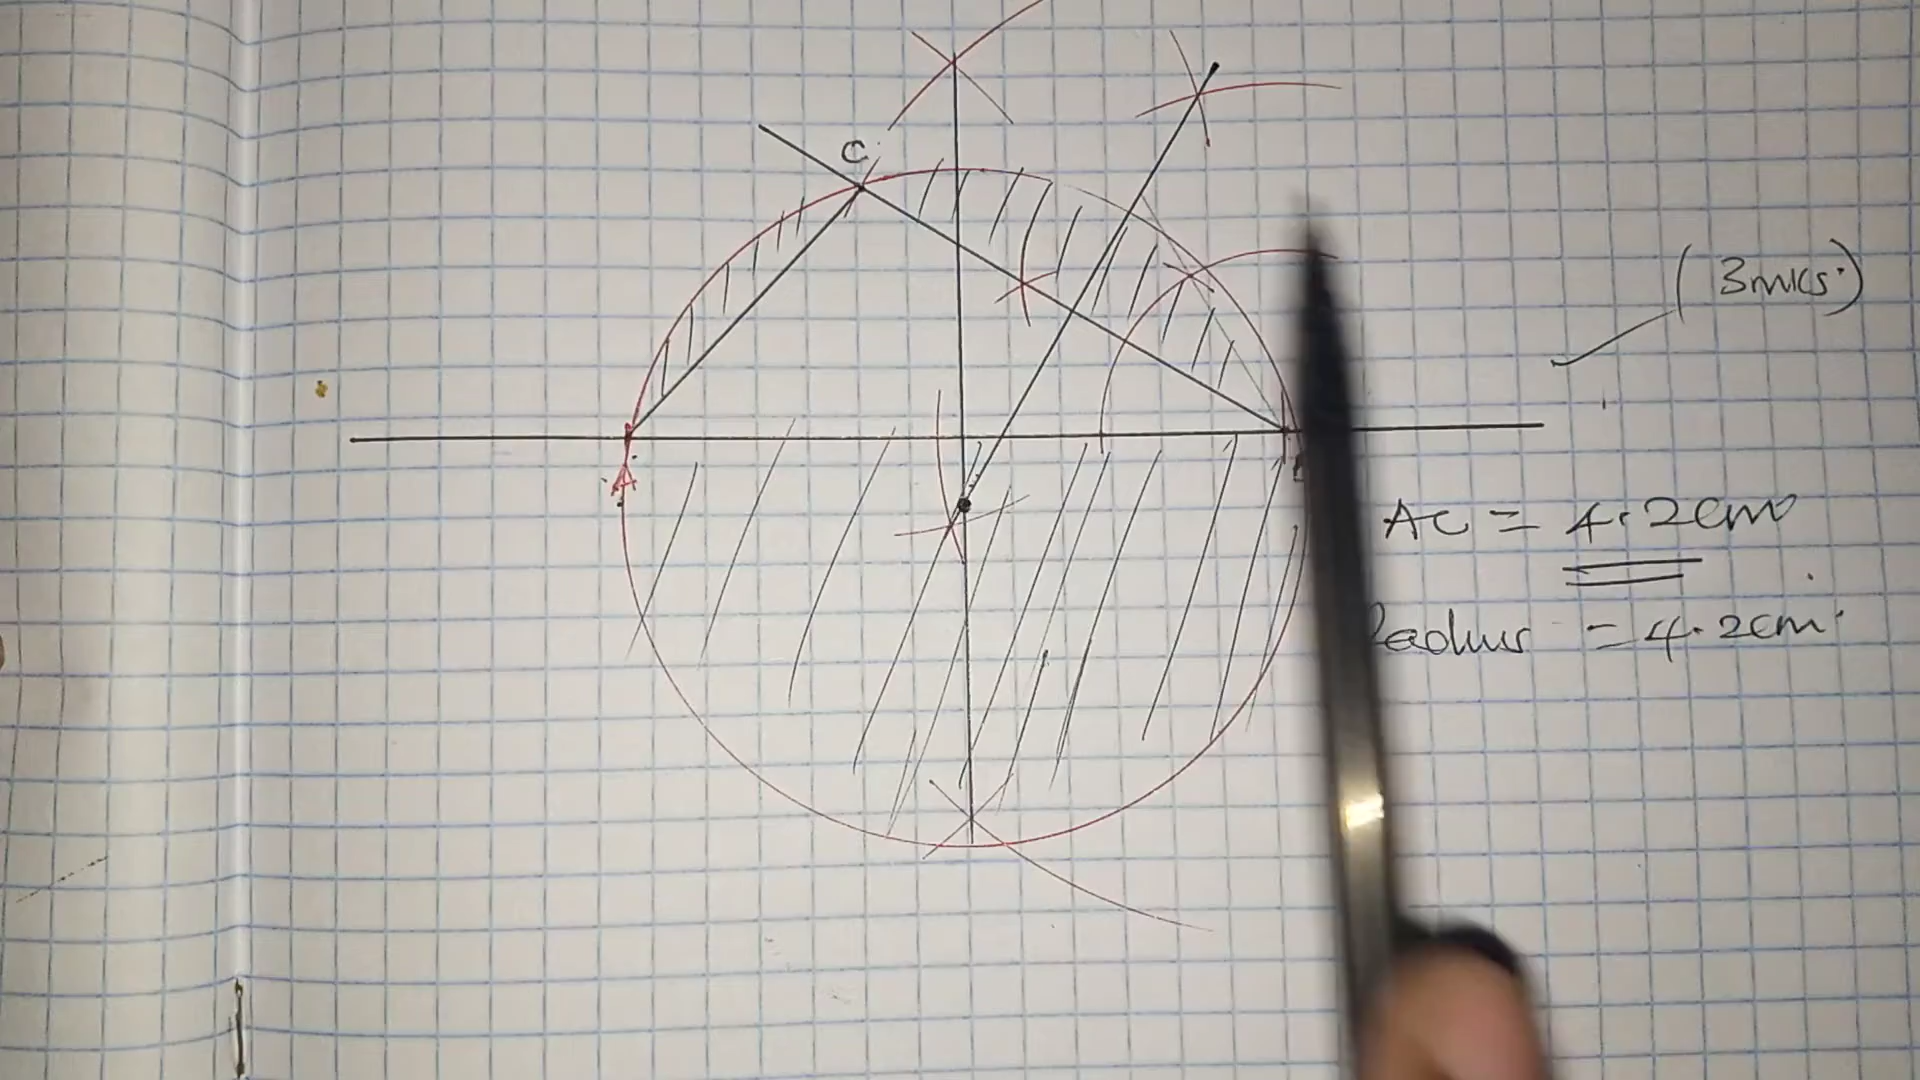 C
(3mks)
A
AC = 4.2cm
Radius = 4.2cm